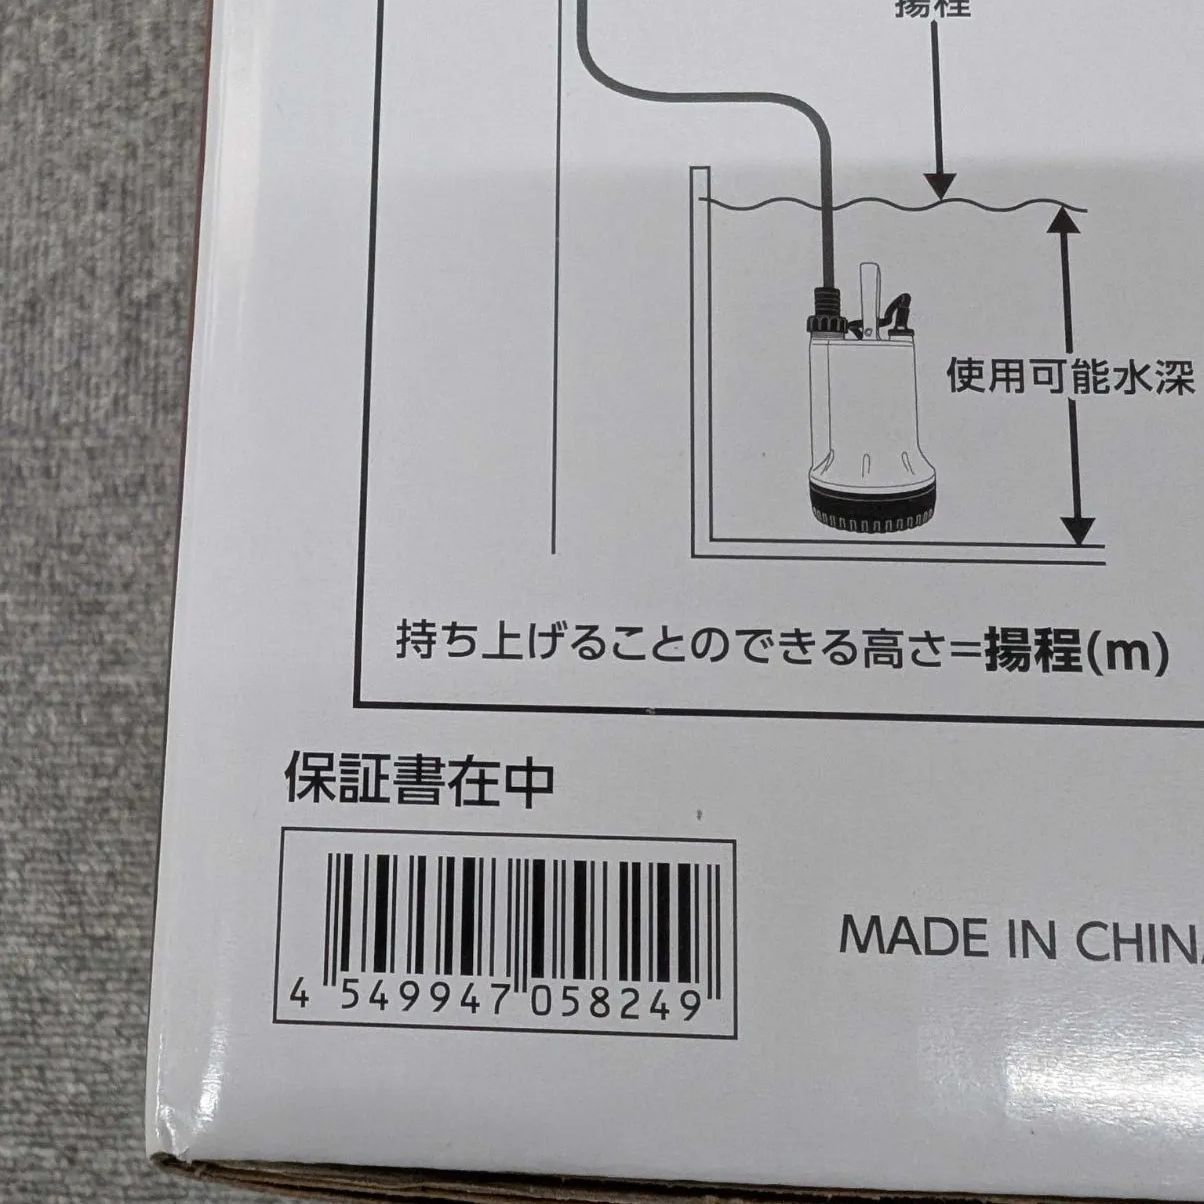 揚程
使用可能水深
持ち上げることのできる高さ=揚程(m)
保証書在中
MADE IN CHINA
4 549947 058249